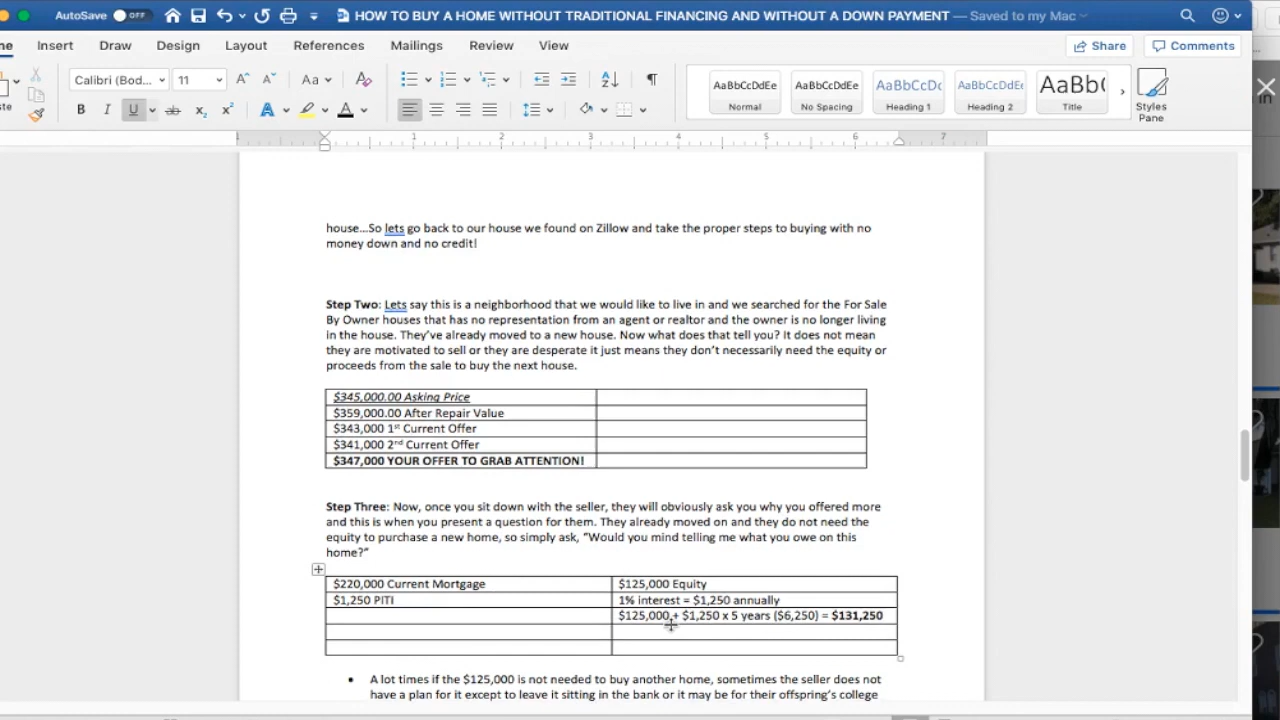 AutoSave OFF HOW TO BUY A HOME WITHOUT TRADITIONAL FINANCING AND WITHOUT A DOWN PAYMENT — Saved to my Mac
Insert Draw Design Layout References Mailings Review View Share Comments
Calibri (Bod... 11
Aa
AaBbCcDdEe AaBbCcDdEe AaBbCcDc AaBbCcDdEe AaBb(
Normal No Spacing Heading 1 Heading 2 Title Styles Pane
1 1 2 3 4 5 6 7
house...So lets go back to our house we found on Zillow and take the proper steps to buying with no
money down and no credit!
Step Two: Lets say this is a neighborhood that we would like to live in and we searched for the For Sale
By Owner houses that has no representation from an agent or realtor and the owner is no longer living
in the house. They've already moved to a new house. Now what does that tell you? It does not mean
they are motivated to sell or they are desperate it just means they don't necessarily need the equity or
proceeds from the sale to buy the next house.
$345,000.00 Asking Price
$359,000.00 After Repair Value
$343,000 1st Current Offer
$341,000 2nd Current Offer
$347,000 YOUR OFFER TO GRAB ATTENTION!
Step Three: Now, once you sit down with the seller, they will obviously ask you why you offered more
and this is when you present a question for them. They already moved on and they do not need the
equity to purchase a new home, so simply ask, "Would you mind telling me what you owe on this
home?"
$220,000 Current Mortgage $125,000 Equity
$1,250 PITI 1% interest = $1,250 annually
$125,000 + $1,250 x 5 years ($6,250) = $131,250
• A lot times if the $125,000 is not needed to buy another home, sometimes the seller does not
have a plan for it except to leave it sitting in the bank or it may be for their offspring's college